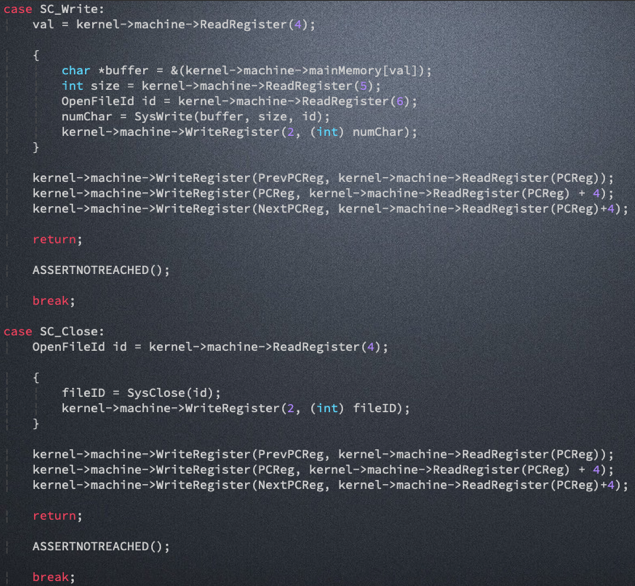 case SC_Write:
    val = kernel->machine->ReadRegister(4);

    {
        char *buffer = &(kernel->machine->mainMemory[val]);
        int size = kernel->machine->ReadRegister(5);
        OpenFileId id = kernel->machine->ReadRegister(6);
        numChar = SysWrite(buffer, size, id);
        kernel->machine->WriteRegister(2, (int) numChar);
    }

    kernel->machine->WriteRegister(PrevPCReg, kernel->machine->ReadRegister(PCReg));
    kernel->machine->WriteRegister(PCReg, kernel->machine->ReadRegister(PCReg) + 4);
    kernel->machine->WriteRegister(NextPCReg, kernel->machine->ReadRegister(PCReg)+4);

    return;

    ASSERTNOTREACHED();

    break;

case SC_Close:
    OpenFileId id = kernel->machine->ReadRegister(4);

    {
        fileID = SysClose(id);
        kernel->machine->WriteRegister(2, (int) fileID);
    }

    kernel->machine->WriteRegister(PrevPCReg, kernel->machine->ReadRegister(PCReg));
    kernel->machine->WriteRegister(PCReg, kernel->machine->ReadRegister(PCReg) + 4);
    kernel->machine->WriteRegister(NextPCReg, kernel->machine->ReadRegister(PCReg)+4);

    return;

    ASSERTNOTREACHED();

    break;